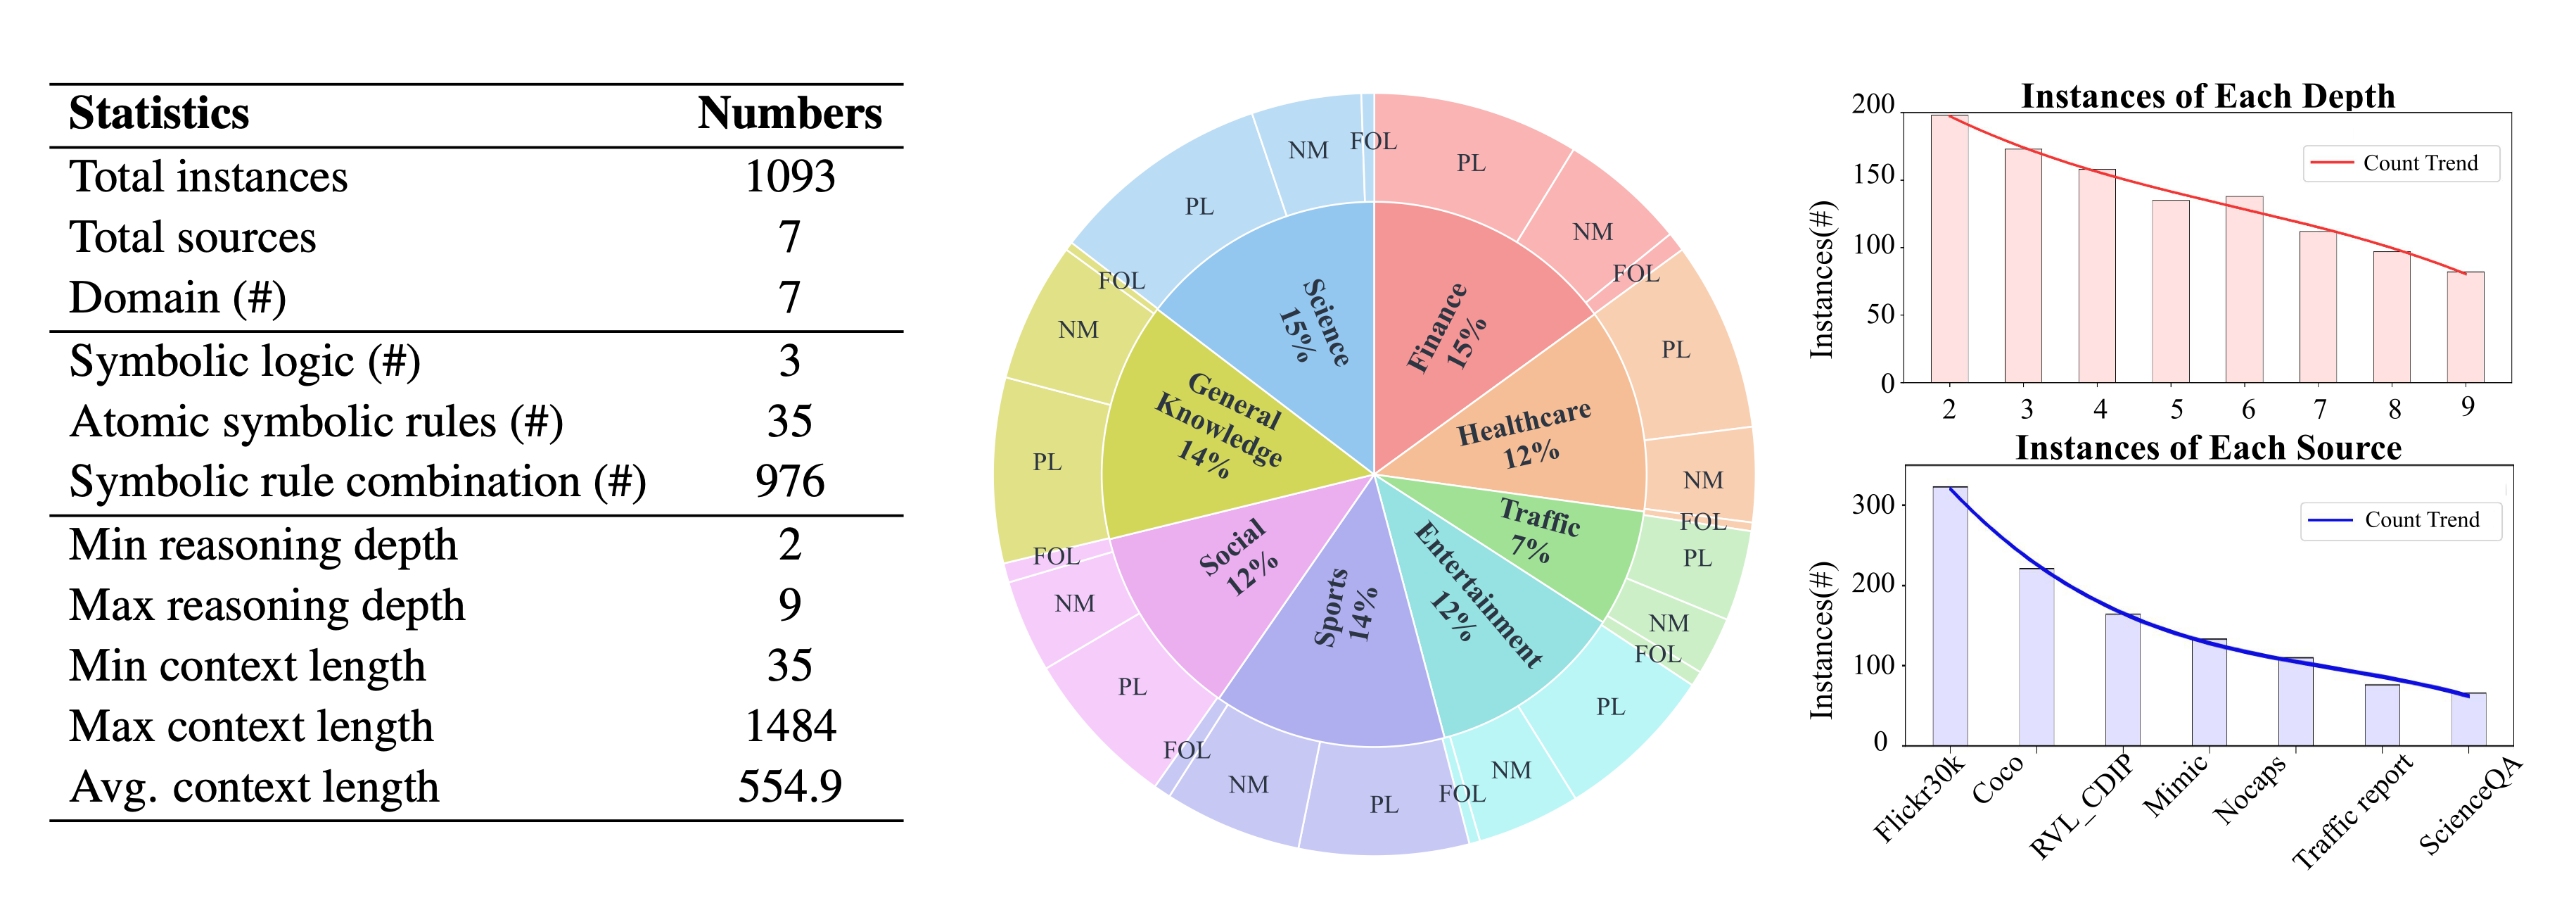 Statistics Numbers
Total instances 1093
Total sources 7
Domain (#) 7
Symbolic logic (#) 3
Atomic symbolic rules (#) 35
Symbolic rule combination (#) 976
Min reasoning depth 2
Max reasoning depth 9
Min context length 35
Max context length 1484
Avg. context length 554.9
Finance
15%
PL
NM
FOL
Healthcare
12%
PL
NM
FOL
Traffic
7%
PL
NM
FOL
Entertainment
12%
PL
NM
FOL
Sports
14%
PL
NM
FOL
Social
12%
PL
NM
FOL
General
Knowledge
14%
PL
NM
FOL
Science
15%
PL
NM
FOL
Instances of Each Depth
Instances(#)
200
150
100
50
0
Count Trend
2 3 4 5 6 7 8 9
Instances of Each Source
Instances(#)
300
200
100
0
Count Trend
Flickr30k
Coco
RVL_CDIP
Mimic
Nocaps
Traffic report
ScienceQA